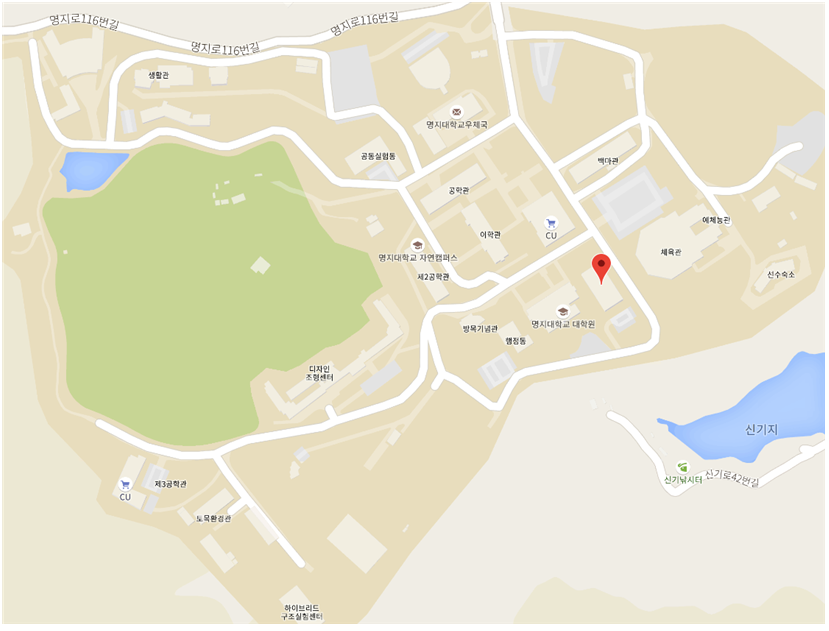 명지로116번길
명지로116번길
명지로116번길
생활관
명지대학교우체국
공동실험동
백마관
공학관
예체능관
CU
이학관
체육관
명지대학교 자연캠퍼스
제2공학관
선수숙소
명지대학교 대학원
방목기념관
행정동
디자인
조형센터
신기지
신기낚시터
신기로42번길
제3공학관
CU
토목환경관
하이브리드
구조실험센터